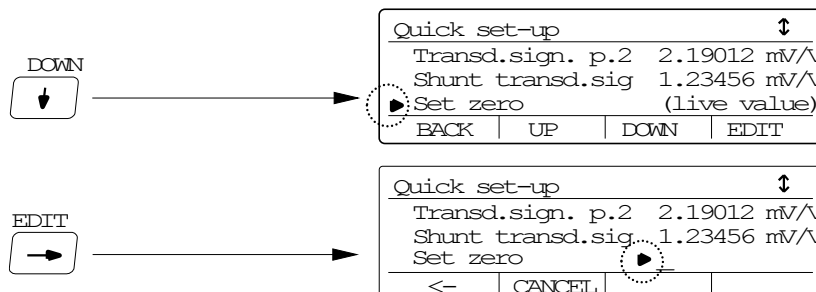 DOWN
Quick set-up
Transd.sign. p.2 2.19012 mV/V
Shunt transd.sig 1.23456 mV/V
Set zero (live value)
BACK UP DOWN EDIT
EDIT
Quick set-up
Transd.sign. p.2 2.19012 mV/V
Shunt transd.sig 1.23456 mV/V
Set zero _
<- CANCEL